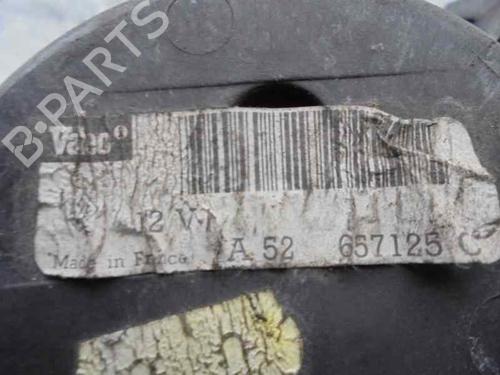 B-PARTS
Valeo
12 V
A 52 657125 C
Made in France